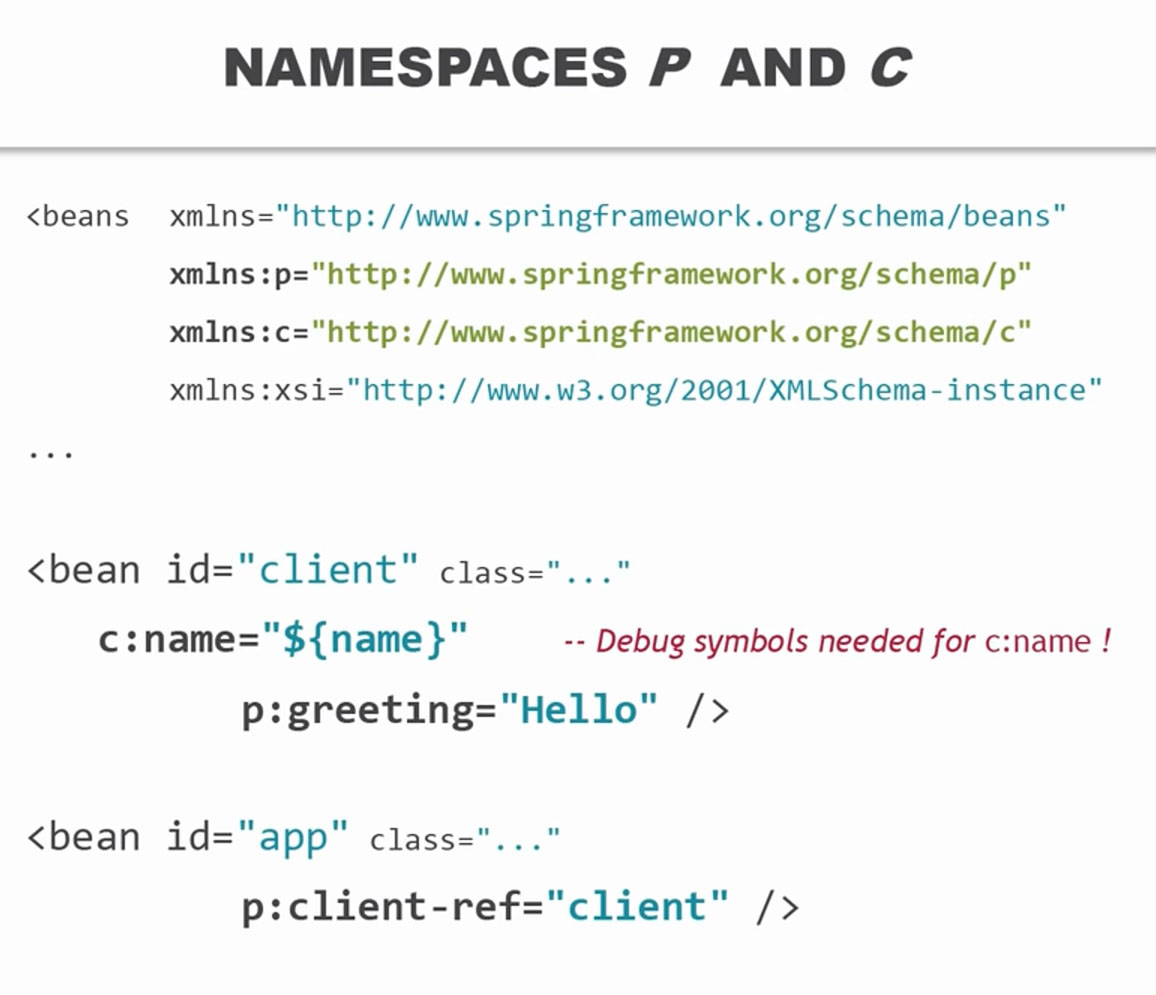 NAMESPACES P AND C
<beans xmlns="http://www.springframework.org/schema/beans"
xmlns:p="http://www.springframework.org/schema/p"
xmlns:c="http://www.springframework.org/schema/c"
xmlns:xsi="http://www.w3.org/2001/XMLSchema-instance"
...
<bean id="client" class="..."
c:name="${name}" -- Debug symbols needed for c:name !
p:greeting="Hello" />
<bean id="app" class="..."
p:client-ref="client" />